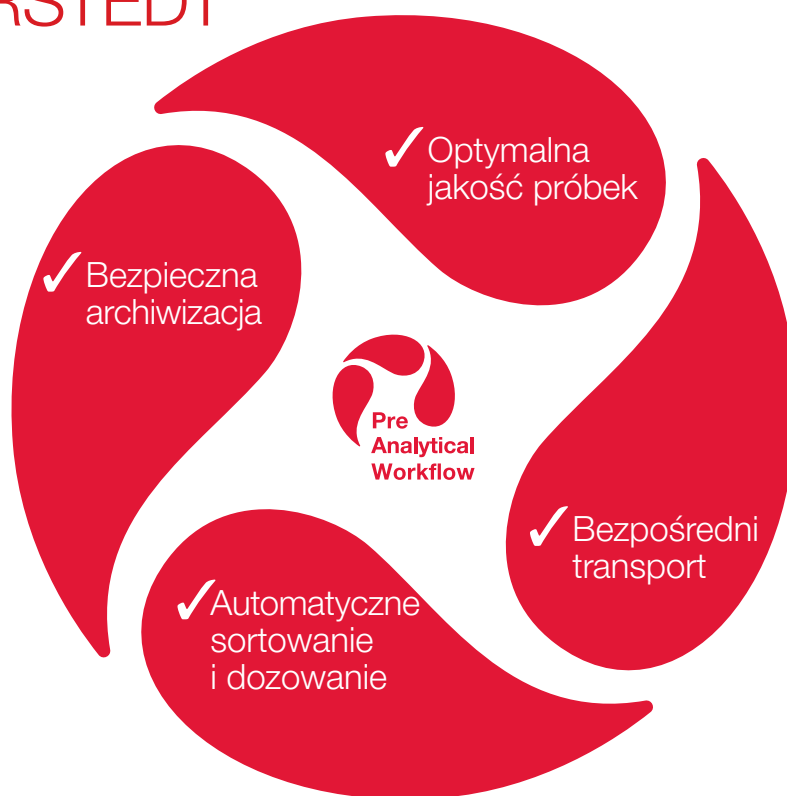 RSTEDT
✓ Optymalna
jakość próbek
✓ Bezpieczna
archiwizacja
Pre
Analytical
Workflow
✓ Bezpośredni
transport
✓ Automatyczne
sortowanie
i dozowanie